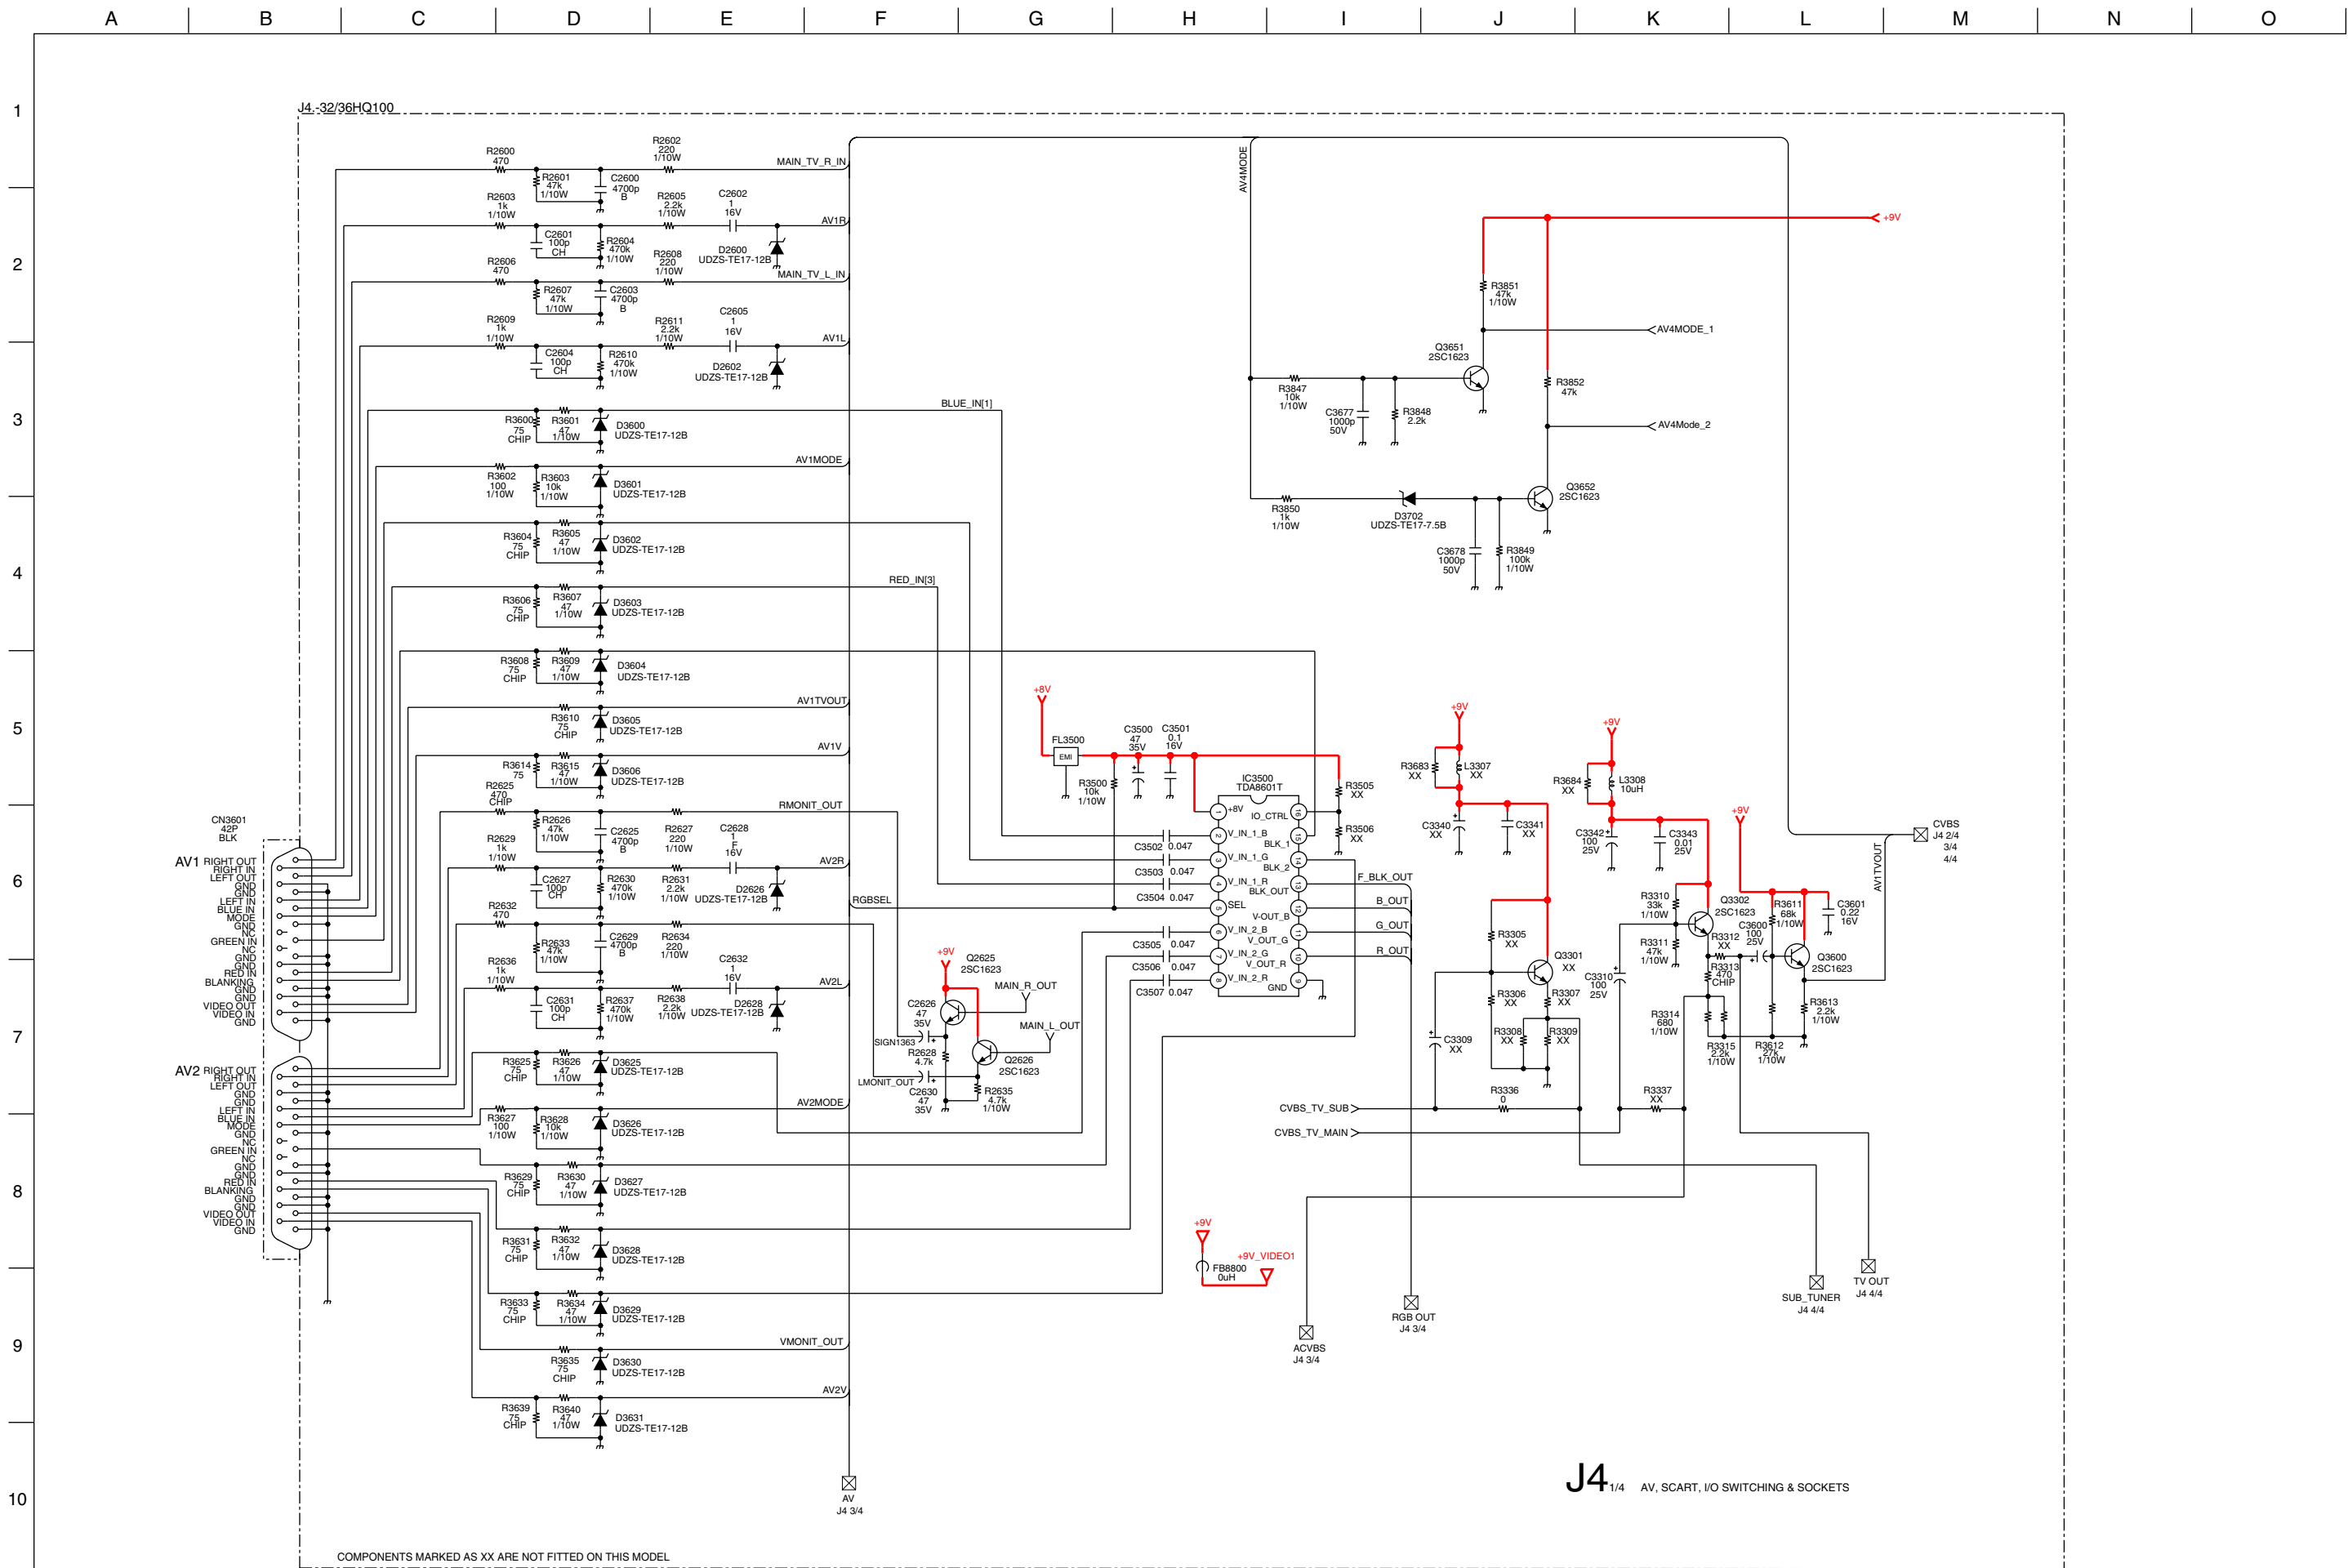 A B C D E F G H I J K L M N O
1
2
3
4
5
6
7
8
9
10
J4.-32/36HQ100
R2600
470
R2601
47k
1/10W
C2600
4700p
B
R2602
220
1/10W
MAIN_TV_R_IN
R2603
1k
1/10W
C2601
100p
CH
R2604
470k
1/10W
R2605
2.2k
1/10W
C2602
1
16V
D2600
UDZS-TE17-12B
AV1R
R2606
470
R2607
47k
1/10W
C2603
4700p
B
R2608
220
1/10W
MAIN_TV_L_IN
R2609
1k
1/10W
C2604
100p
CH
R2610
470k
1/10W
R2611
2.2k
1/10W
C2605
1
16V
D2602
UDZS-TE17-12B
AV1L
R3600
75
CHIP
R3601
47
1/10W
D3600
UDZS-TE17-12B
BLUE_IN[1]
R3602
100
1/10W
R3603
10k
1/10W
D3601
UDZS-TE17-12B
AV1MODE
R3604
75
CHIP
R3605
47
1/10W
D3602
UDZS-TE17-12B
R3606
75
CHIP
R3607
47
1/10W
D3603
UDZS-TE17-12B
RED_IN[3]
R3608
75
CHIP
R3609
47
1/10W
D3604
UDZS-TE17-12B
R3610
75
CHIP
D3605
UDZS-TE17-12B
AV1TVOUT
R3614
75
R3615
47
1/10W
D3606
UDZS-TE17-12B
AV1V
R2625
470
CHIP
R2626
47k
1/10W
C2625
4700p
B
R2627
220
1/10W
C2628
1
F
16V
RMONIT_OUT
R2629
1k
1/10W
C2627
100p
CH
R2630
470k
1/10W
R2631
2.2k
1/10W
D2626
UDZS-TE17-12B
AV2R
RGBSEL
R2632
470
R2633
47k
1/10W
C2629
4700p
B
R2634
220
1/10W
C2632
1
16V
R2636
1k
1/10W
C2631
100p
CH
R2637
470k
1/10W
R2638
2.2k
1/10W
D2628
UDZS-TE17-12B
AV2L
R3625
75
CHIP
R3626
47
1/10W
D3625
UDZS-TE17-12B
R3627
100
1/10W
R3628
10k
1/10W
D3626
UDZS-TE17-12B
AV2MODE
R3629
75
CHIP
R3630
47
1/10W
D3627
UDZS-TE17-12B
R3631
75
CHIP
R3632
47
1/10W
D3628
UDZS-TE17-12B
R3633
75
CHIP
R3634
47
1/10W
D3629
UDZS-TE17-12B
R3635
75
CHIP
D3630
UDZS-TE17-12B
VMONIT_OUT
R3639
75
CHIP
R3640
47
1/10W
D3631
UDZS-TE17-12B
AV2V
AV
J4 3/4
CN3601
42P
BLK
AV1
RIGHT OUT
RIGHT IN
LEFT OUT
GND
GND
LEFT IN
BLUE IN
MODE
GND
NC
GREEN IN
NC
GND
GND
RED IN
BLANKING
GND
GND
VIDEO OUT
VIDEO IN
GND
AV2
RIGHT OUT
RIGHT IN
LEFT OUT
GND
GND
LEFT IN
BLUE IN
MODE
GND
NC
GREEN IN
NC
GND
GND
RED IN
BLANKING
GND
GND
VIDEO OUT
VIDEO IN
GND
+9V
Q2625
2SC1623
MAIN_R_OUT
C2626
47
35V
SIGN1363
MAIN_L_OUT
R2628
4.7k
Q2626
2SC1623
LMONIT_OUT
C2630
47
35V
R2635
4.7k
1/10W
+8V
FL3500
EMI
C3500
47
35V
C3501
0.1
16V
R3500
10k
1/10W
IC3500
TDA8601T
1 +8V
2 V_IN_1_B
3 V_IN_1_G
4 V_IN_1_R
5 SEL
6 V_IN_2_B
7 V_IN_2_G
8 V_IN_2_R
16 IO_CTRL
15 BLK_1
14 BLK_2
13 BLK_OUT
12 V-OUT_B
11 V_OUT_G
10 V_OUT_R
9 GND
C3502 0.047
C3503 0.047
C3504 0.047
C3505 0.047
C3506 0.047
C3507 0.047
R3505
XX
R3506
XX
F_BLK_OUT
B_OUT
G_OUT
R_OUT
AV4MODE
+9V
R3851
47k
1/10W
AV4MODE_1
Q3651
2SC1623
R3847
10k
1/10W
C3677
1000p
50V
R3848
2.2k
R3852
47k
AV4Mode_2
Q3652
2SC1623
R3850
1k
1/10W
D3702
UDZS-TE17-7.5B
C3678
1000p
50V
R3849
100k
1/10W
+9V
R3683
XX
L3307
XX
C3340
XX
C3341
XX
R3305
XX
Q3301
XX
R3306
XX
R3307
XX
R3308
XX
R3309
XX
C3309
XX
R3336
0
CVBS_TV_SUB
CVBS_TV_MAIN
+9V
R3684
XX
L3308
10uH
C3342
100
25V
C3343
0.01
25V
R3310
33k
1/10W
Q3302
2SC1623
R3311
47k
1/10W
R3312
XX
C3310
100
25V
R3313
470
CHIP
R3314
680
1/10W
R3315
2.2k
1/10W
R3337
XX
+9V
C3600
100
25V
R3611
68k
1/10W
C3601
0.22
16V
Q3600
2SC1623
R3612
27k
1/10W
R3613
2.2k
1/10W
AV1TVOUT
CVBS
J4 2/4
3/4
4/4
+9V
FB8800
0uH
+9V_VIDEO1
ACVBS
J4 3/4
RGB OUT
J4 3/4
SUB_TUNER
J4 4/4
TV OUT
J4 4/4
J4 1/4 AV, SCART, I/O SWITCHING & SOCKETS
COMPONENTS MARKED AS XX ARE NOT FITTED ON THIS MODEL